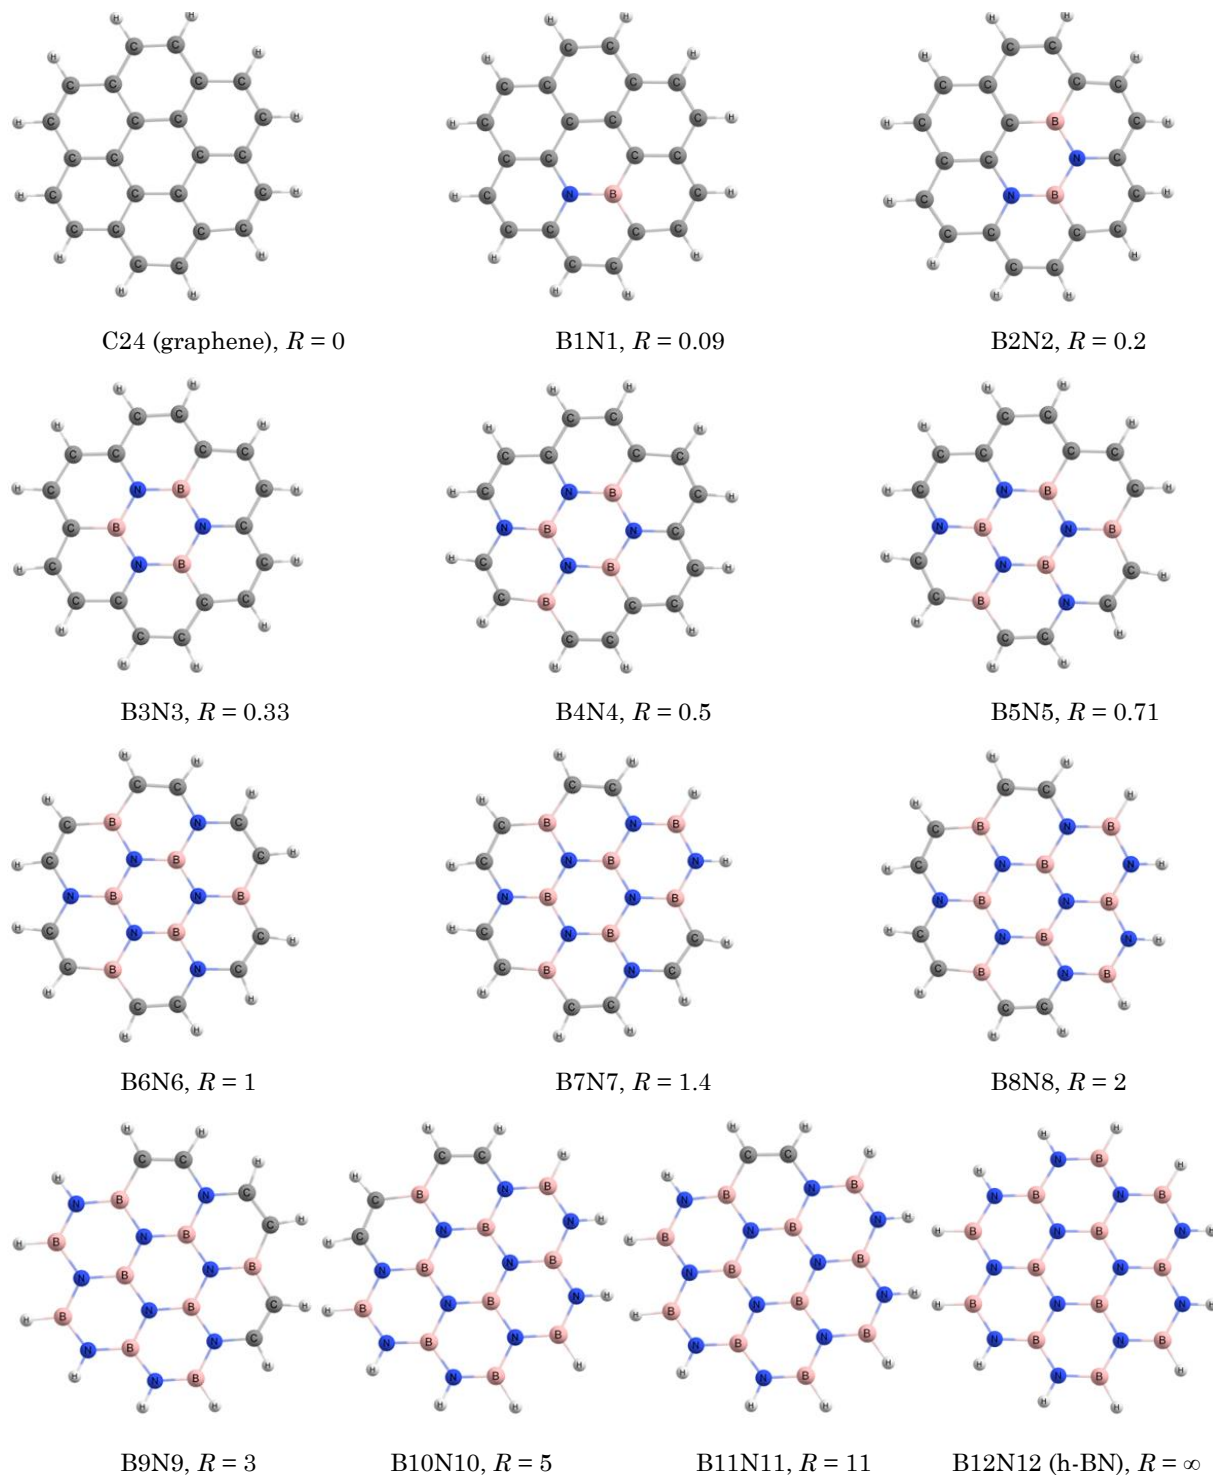 C24 (graphene), R = 0
B1N1, R = 0.09
B2N2, R = 0.2
B3N3, R = 0.33
B4N4, R = 0.5
B5N5, R = 0.71
B6N6, R = 1
B7N7, R = 1.4
B8N8, R = 2
B9N9, R = 3
B10N10, R = 5
B11N11, R = 11
B12N12 (h-BN), R = ∞